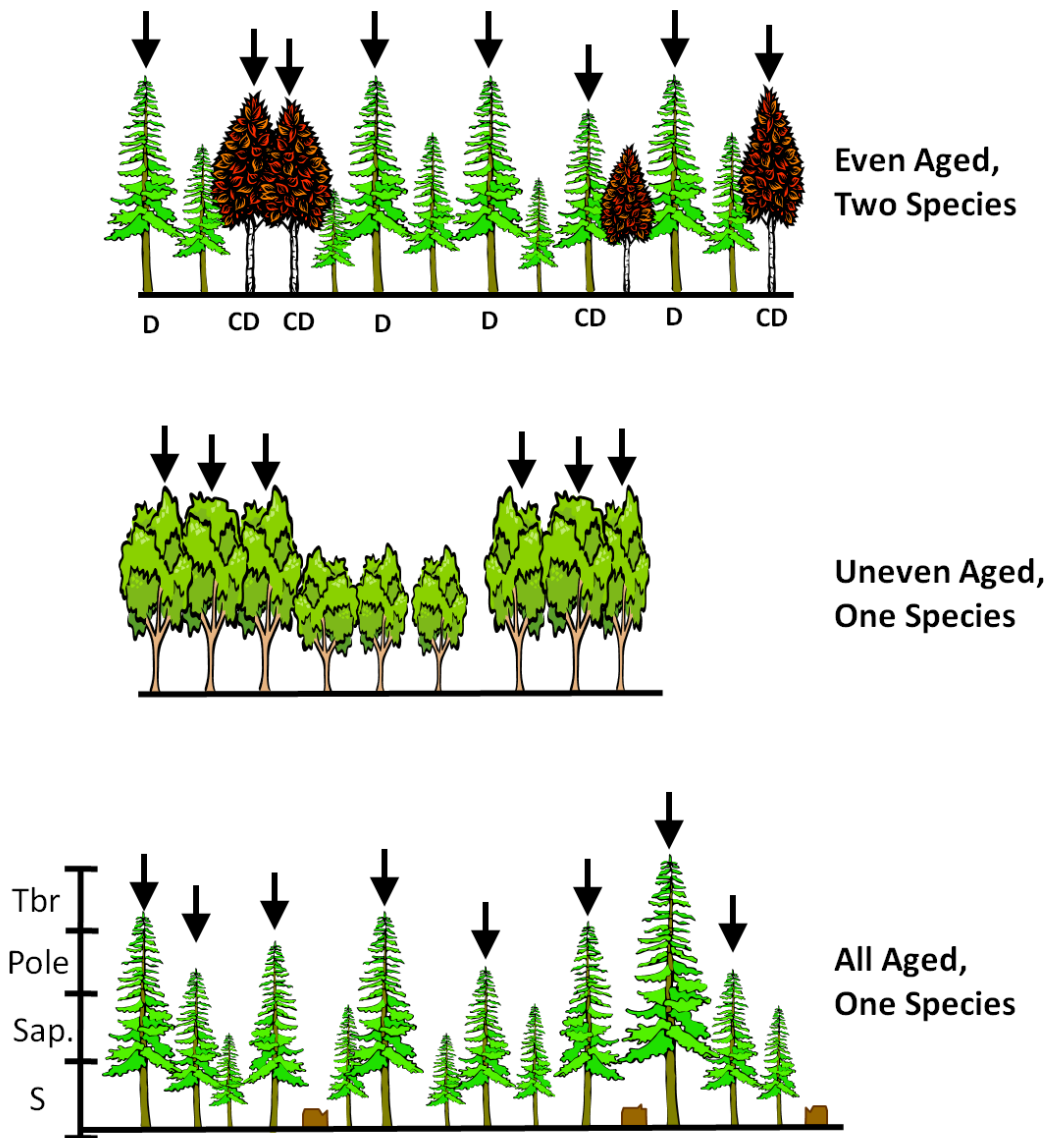 Even Aged,
Two Species
D CD CD D D CD D CD
Uneven Aged,
One Species
Tbr
Pole
Sap.
S
All Aged,
One Species